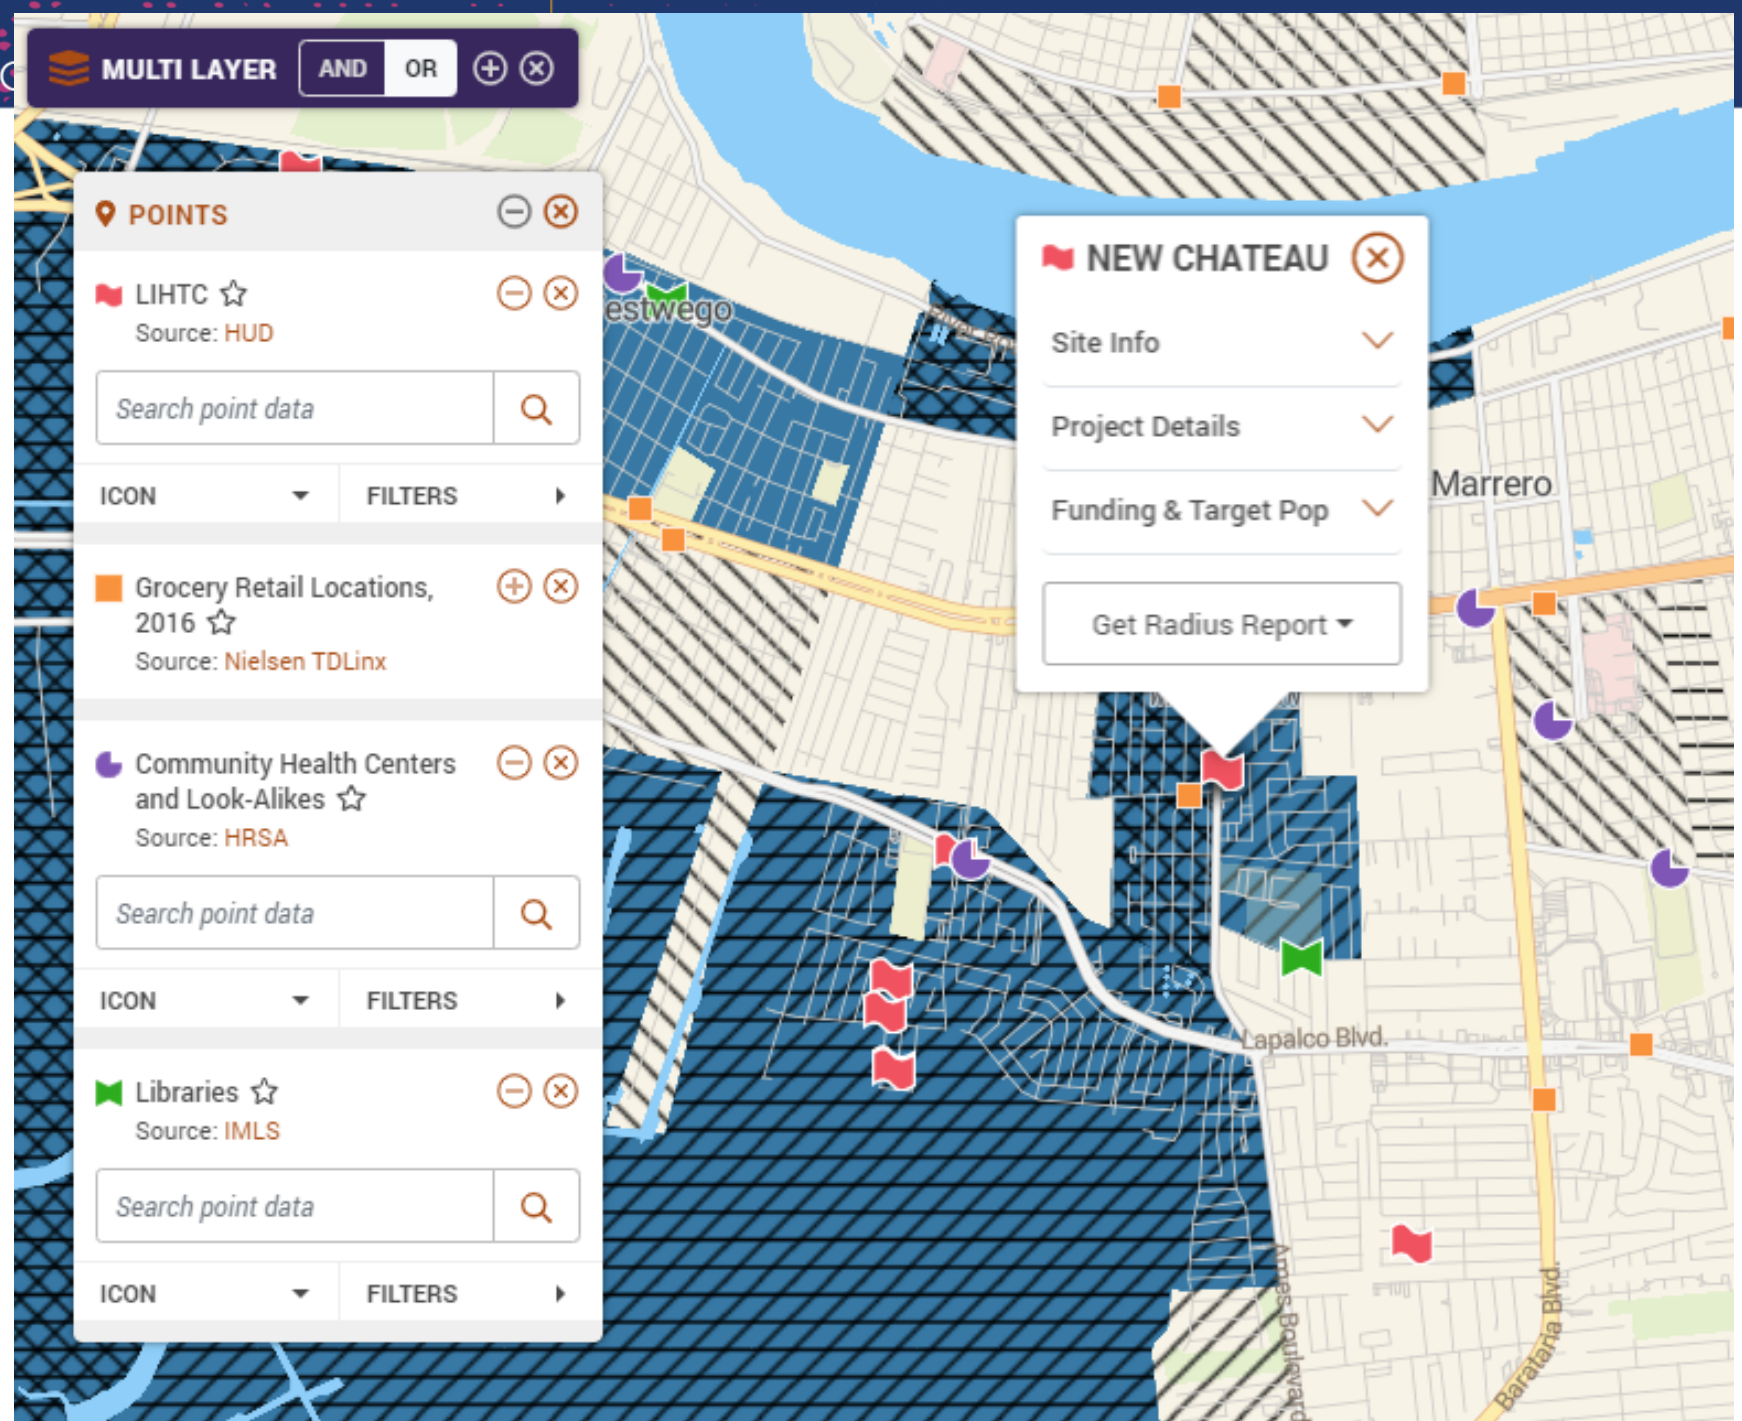 MULTI LAYER AND OR
POINTS
LIHTC
Source: HUD
Search point data
ICON FILTERS
Grocery Retail Locations,
2016
Source: Nielsen TDLinx
Community Health Centers
and Look-Alikes
Source: HRSA
Search point data
ICON FILTERS
Libraries
Source: IMLS
Search point data
ICON FILTERS
estwego
River
NEW CHATEAU
Site Info
Project Details
Funding & Target Pop
Get Radius Report
Marrero
Lapalco Blvd.
Ames Boulevard
Barataria Blvd.